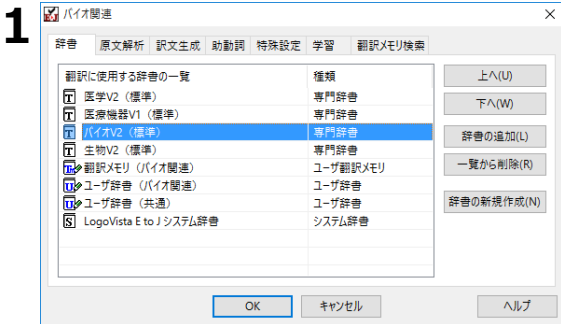 1
バイオ関連
辞書 原文解析 訳文生成 助動詞 特殊設定 学習 翻訳メモリ検索
翻訳に使用する辞書の一覧 種類
医学V2（標準） 専門辞書
医療機器V1（標準） 専門辞書
バイオV2（標準） 専門辞書
生物V2（標準） 専門辞書
翻訳メモリ（バイオ関連） ユーザ翻訳メモリ
ユーザ辞書（バイオ関連） ユーザ辞書
ユーザ辞書（共通） ユーザ辞書
LogoVista E to J システム辞書 システム辞書
上へ(U)
下へ(W)
辞書の追加(L)
一覧から削除(R)
辞書の新規作成(N)
OK キャンセル ヘルプ